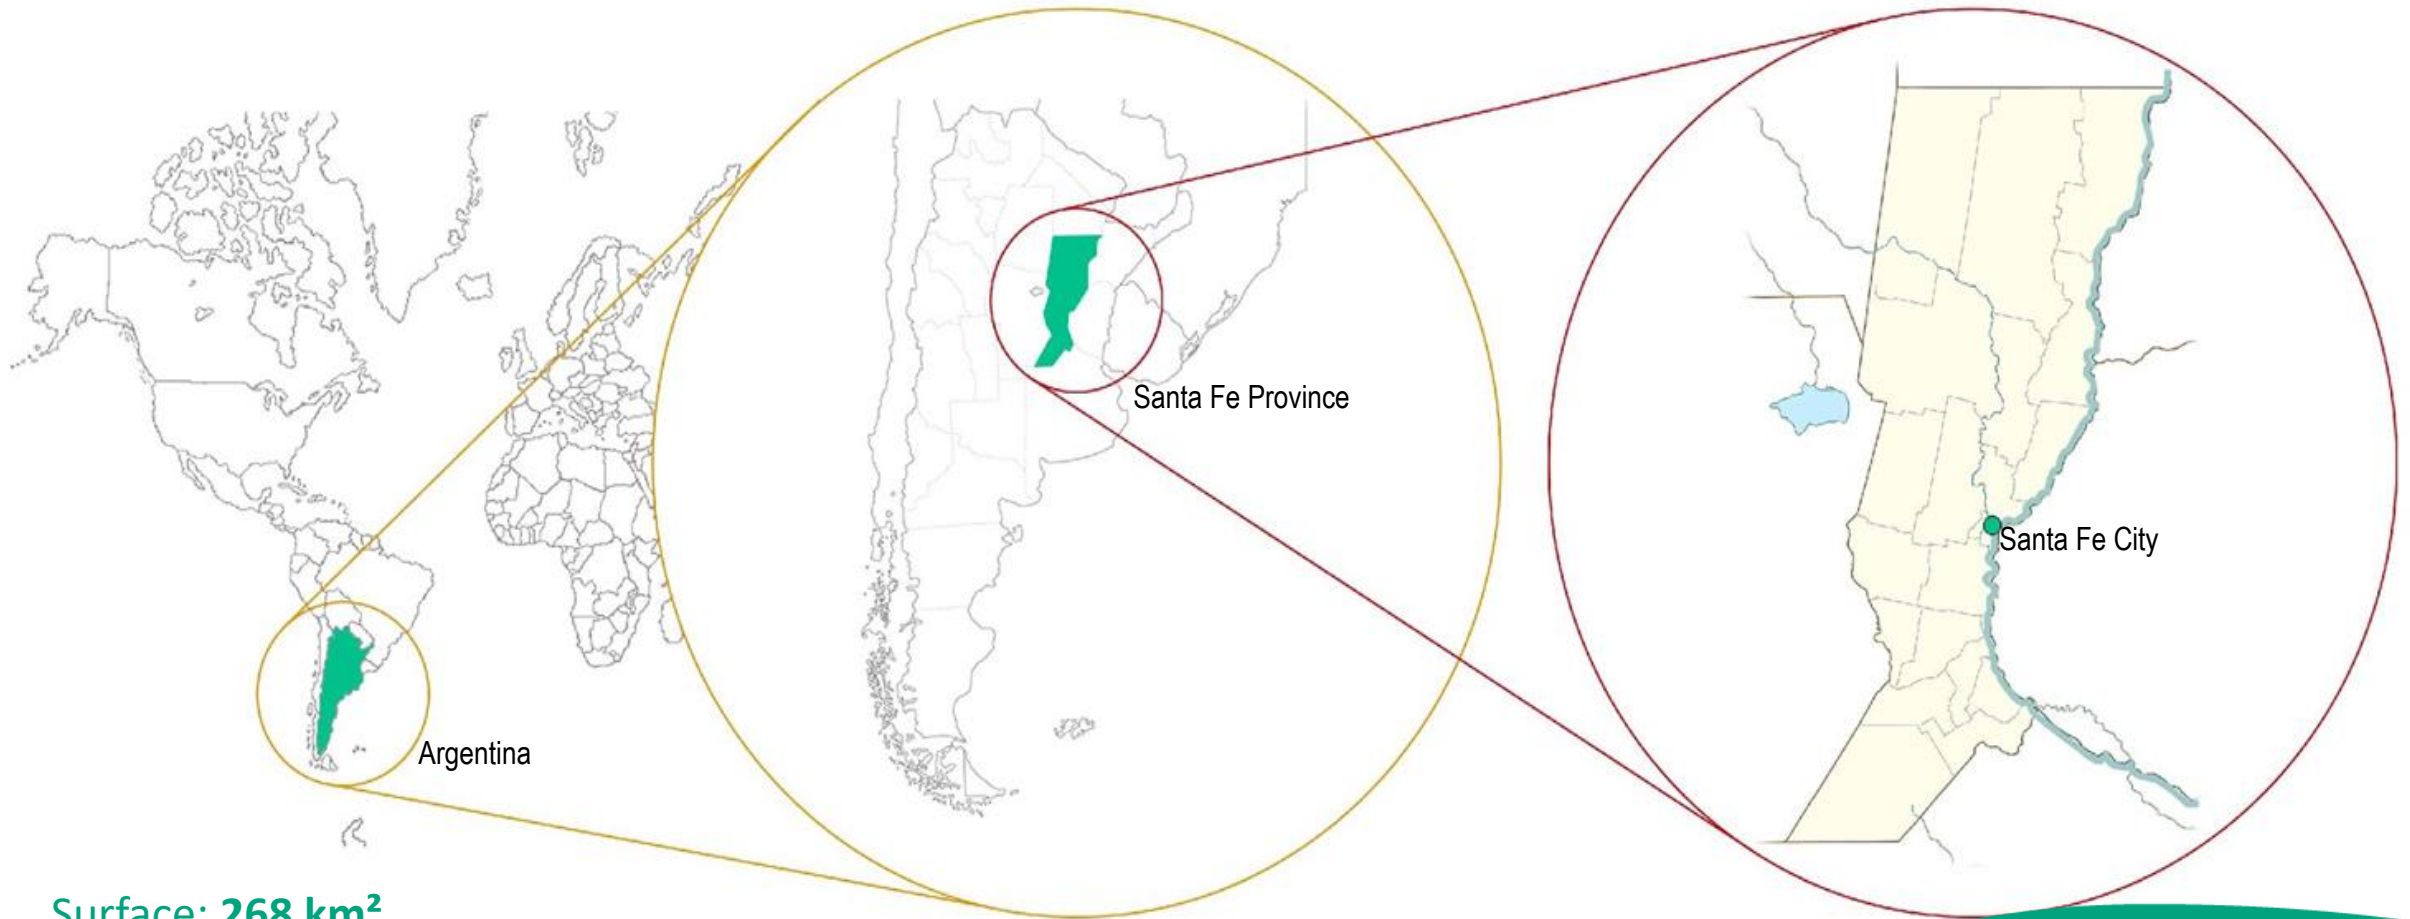 Santa Fe Province
Santa Fe City
Argentina
Surface: 268 km²